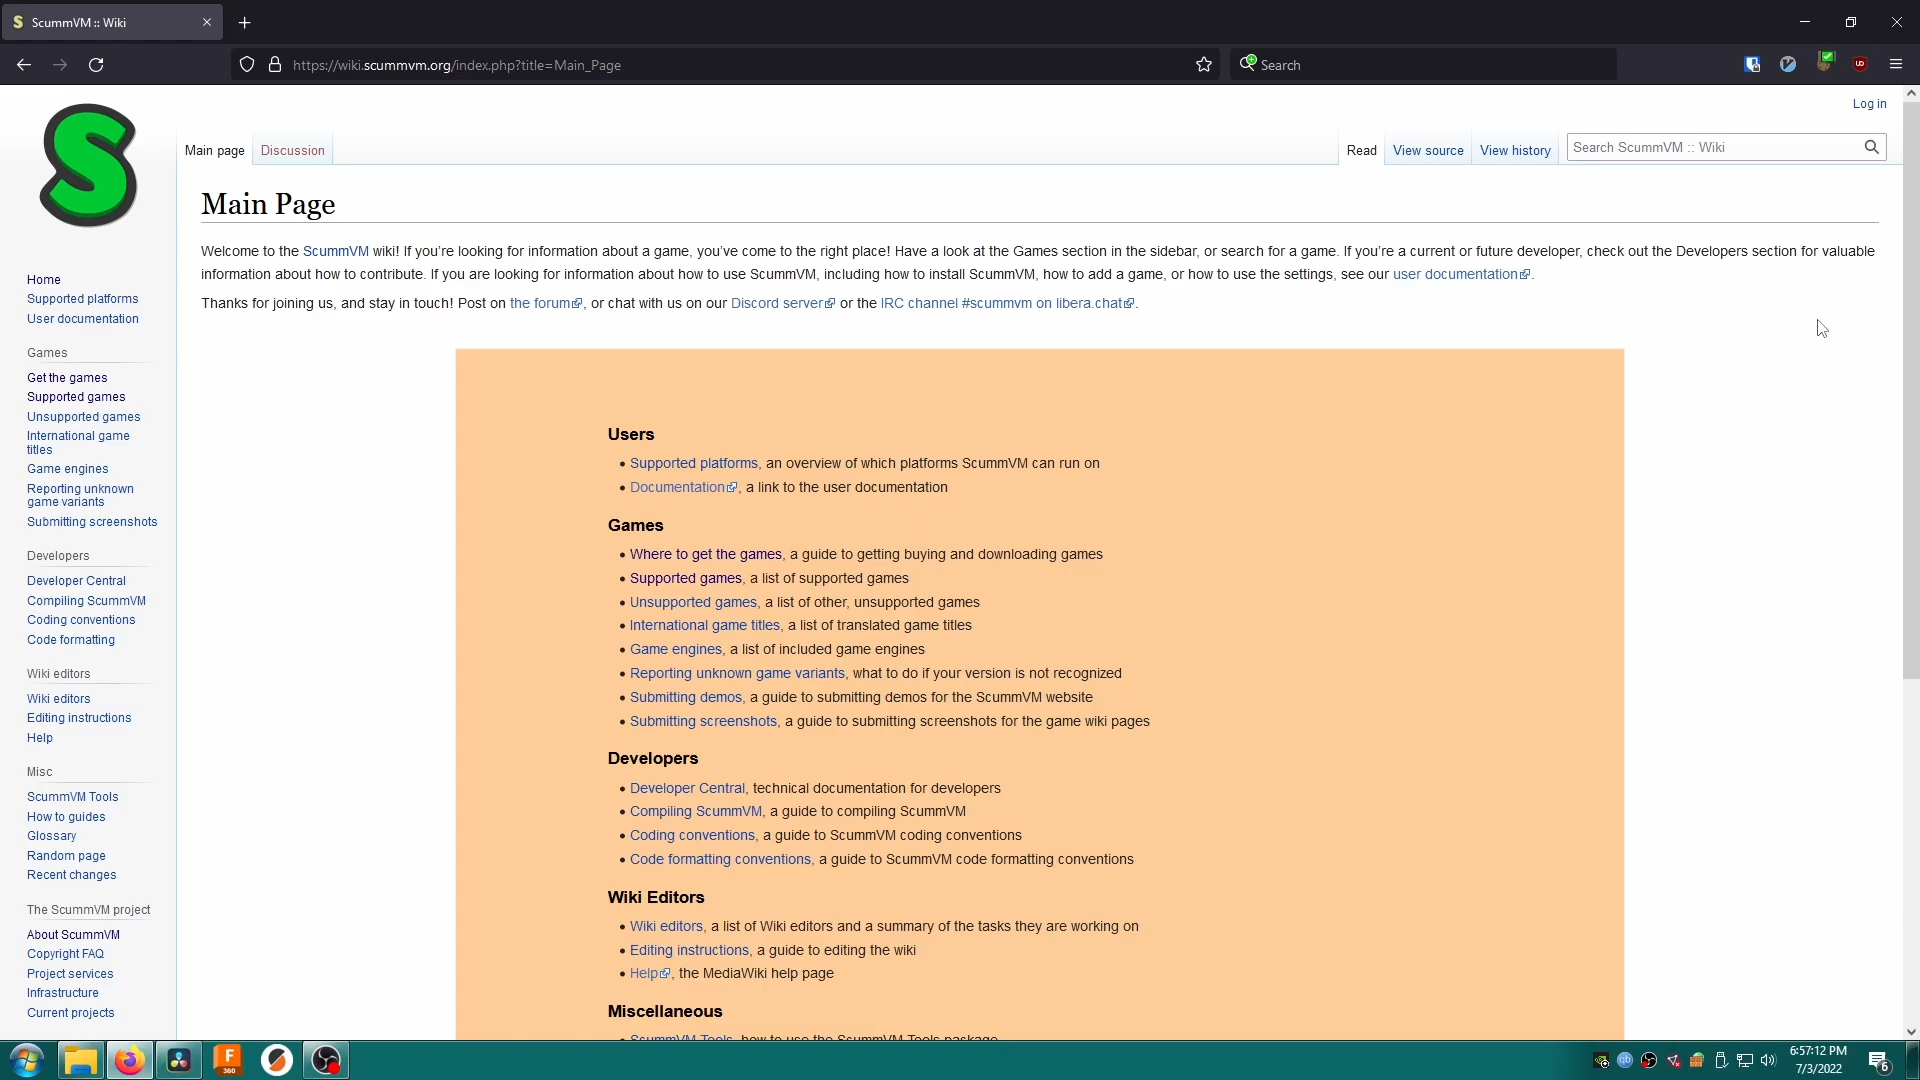 ScummVM :: Wiki
https://wiki.scummvm.org/index.php?title=Main_Page
Search
Log in
Main page
Discussion
Read
View source
View history
Search ScummVM :: Wiki
Main Page
Welcome to the ScummVM wiki! If you're looking for information about a game, you've come to the right place! Have a look at the Games section in the sidebar, or search for a game. If you're a current or future developer, check out the Developers section for valuable
information about how to contribute. If you are looking for information about how to use ScummVM, including how to install ScummVM, how to add a game, or how to use the settings, see our user documentation.
Thanks for joining us, and stay in touch! Post on the forum, or chat with us on our Discord server or the IRC channel #scummvm on libera.chat.
Home
Supported platforms
User documentation
Games
Get the games
Supported games
Unsupported games
International game
titles
Game engines
Reporting unknown
game variants
Submitting screenshots
Developers
Developer Central
Compiling ScummVM
Coding conventions
Code formatting
Wiki editors
Wiki editors
Editing instructions
Help
Misc
ScummVM Tools
How to guides
Glossary
Random page
Recent changes
The ScummVM project
About ScummVM
Copyright FAQ
Project services
Infrastructure
Current projects
Users
• Supported platforms, an overview of which platforms ScummVM can run on
• Documentation, a link to the user documentation
Games
• Where to get the games, a guide to getting buying and downloading games
• Supported games, a list of supported games
• Unsupported games, a list of other, unsupported games
• International game titles, a list of translated game titles
• Game engines, a list of included game engines
• Reporting unknown game variants, what to do if your version is not recognized
• Submitting demos, a guide to submitting demos for the ScummVM website
• Submitting screenshots, a guide to submitting screenshots for the game wiki pages
Developers
• Developer Central, technical documentation for developers
• Compiling ScummVM, a guide to compiling ScummVM
• Coding conventions, a guide to ScummVM coding conventions
• Code formatting conventions, a guide to ScummVM code formatting conventions
Wiki Editors
• Wiki editors, a list of Wiki editors and a summary of the tasks they are working on
• Editing instructions, a guide to editing the wiki
• Help, the MediaWiki help page
Miscellaneous
• ScummVM Tools, how to use the ScummVM Tools package
F
360
6:57:12 PM
7/3/2022
6